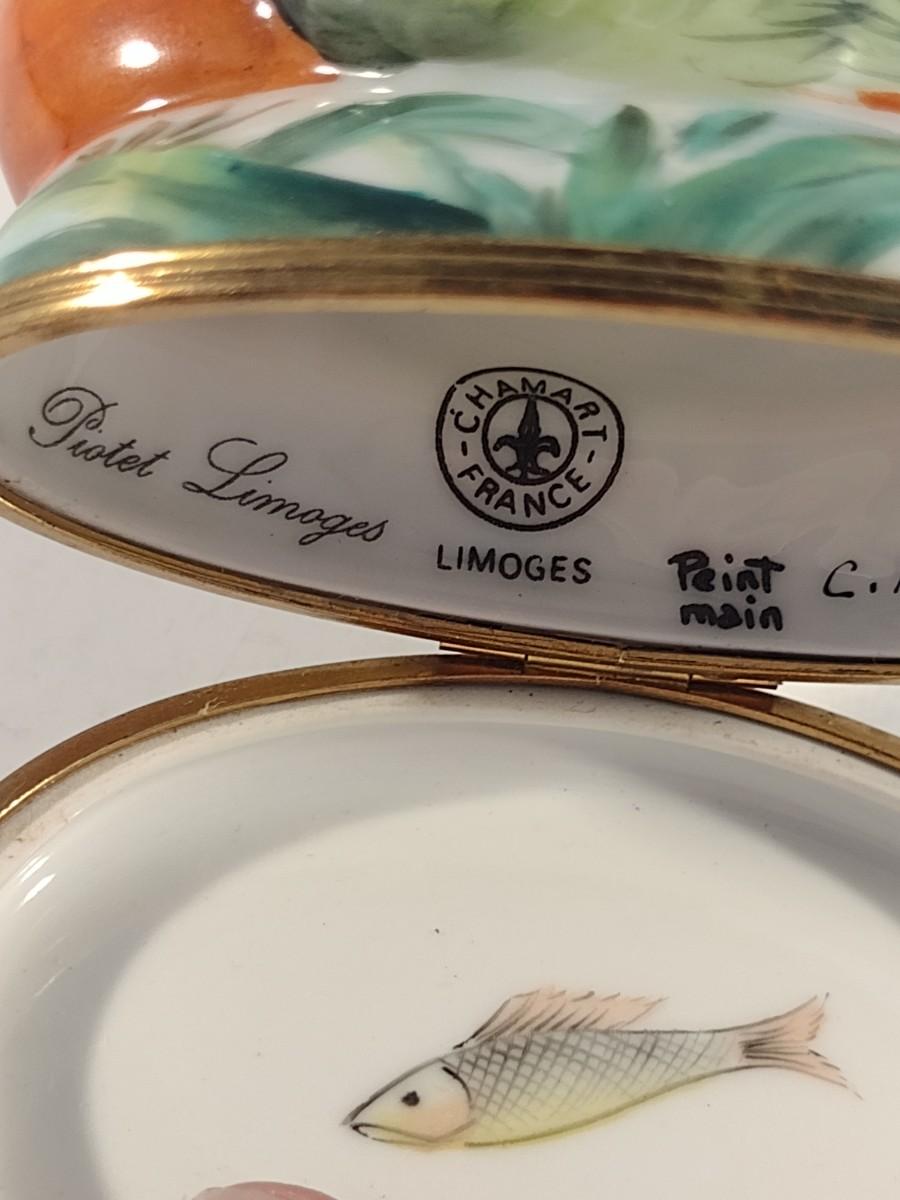 Piotet Limoges
CHAMART
- FRANCE -
LIMOGES
Peint
main
C.